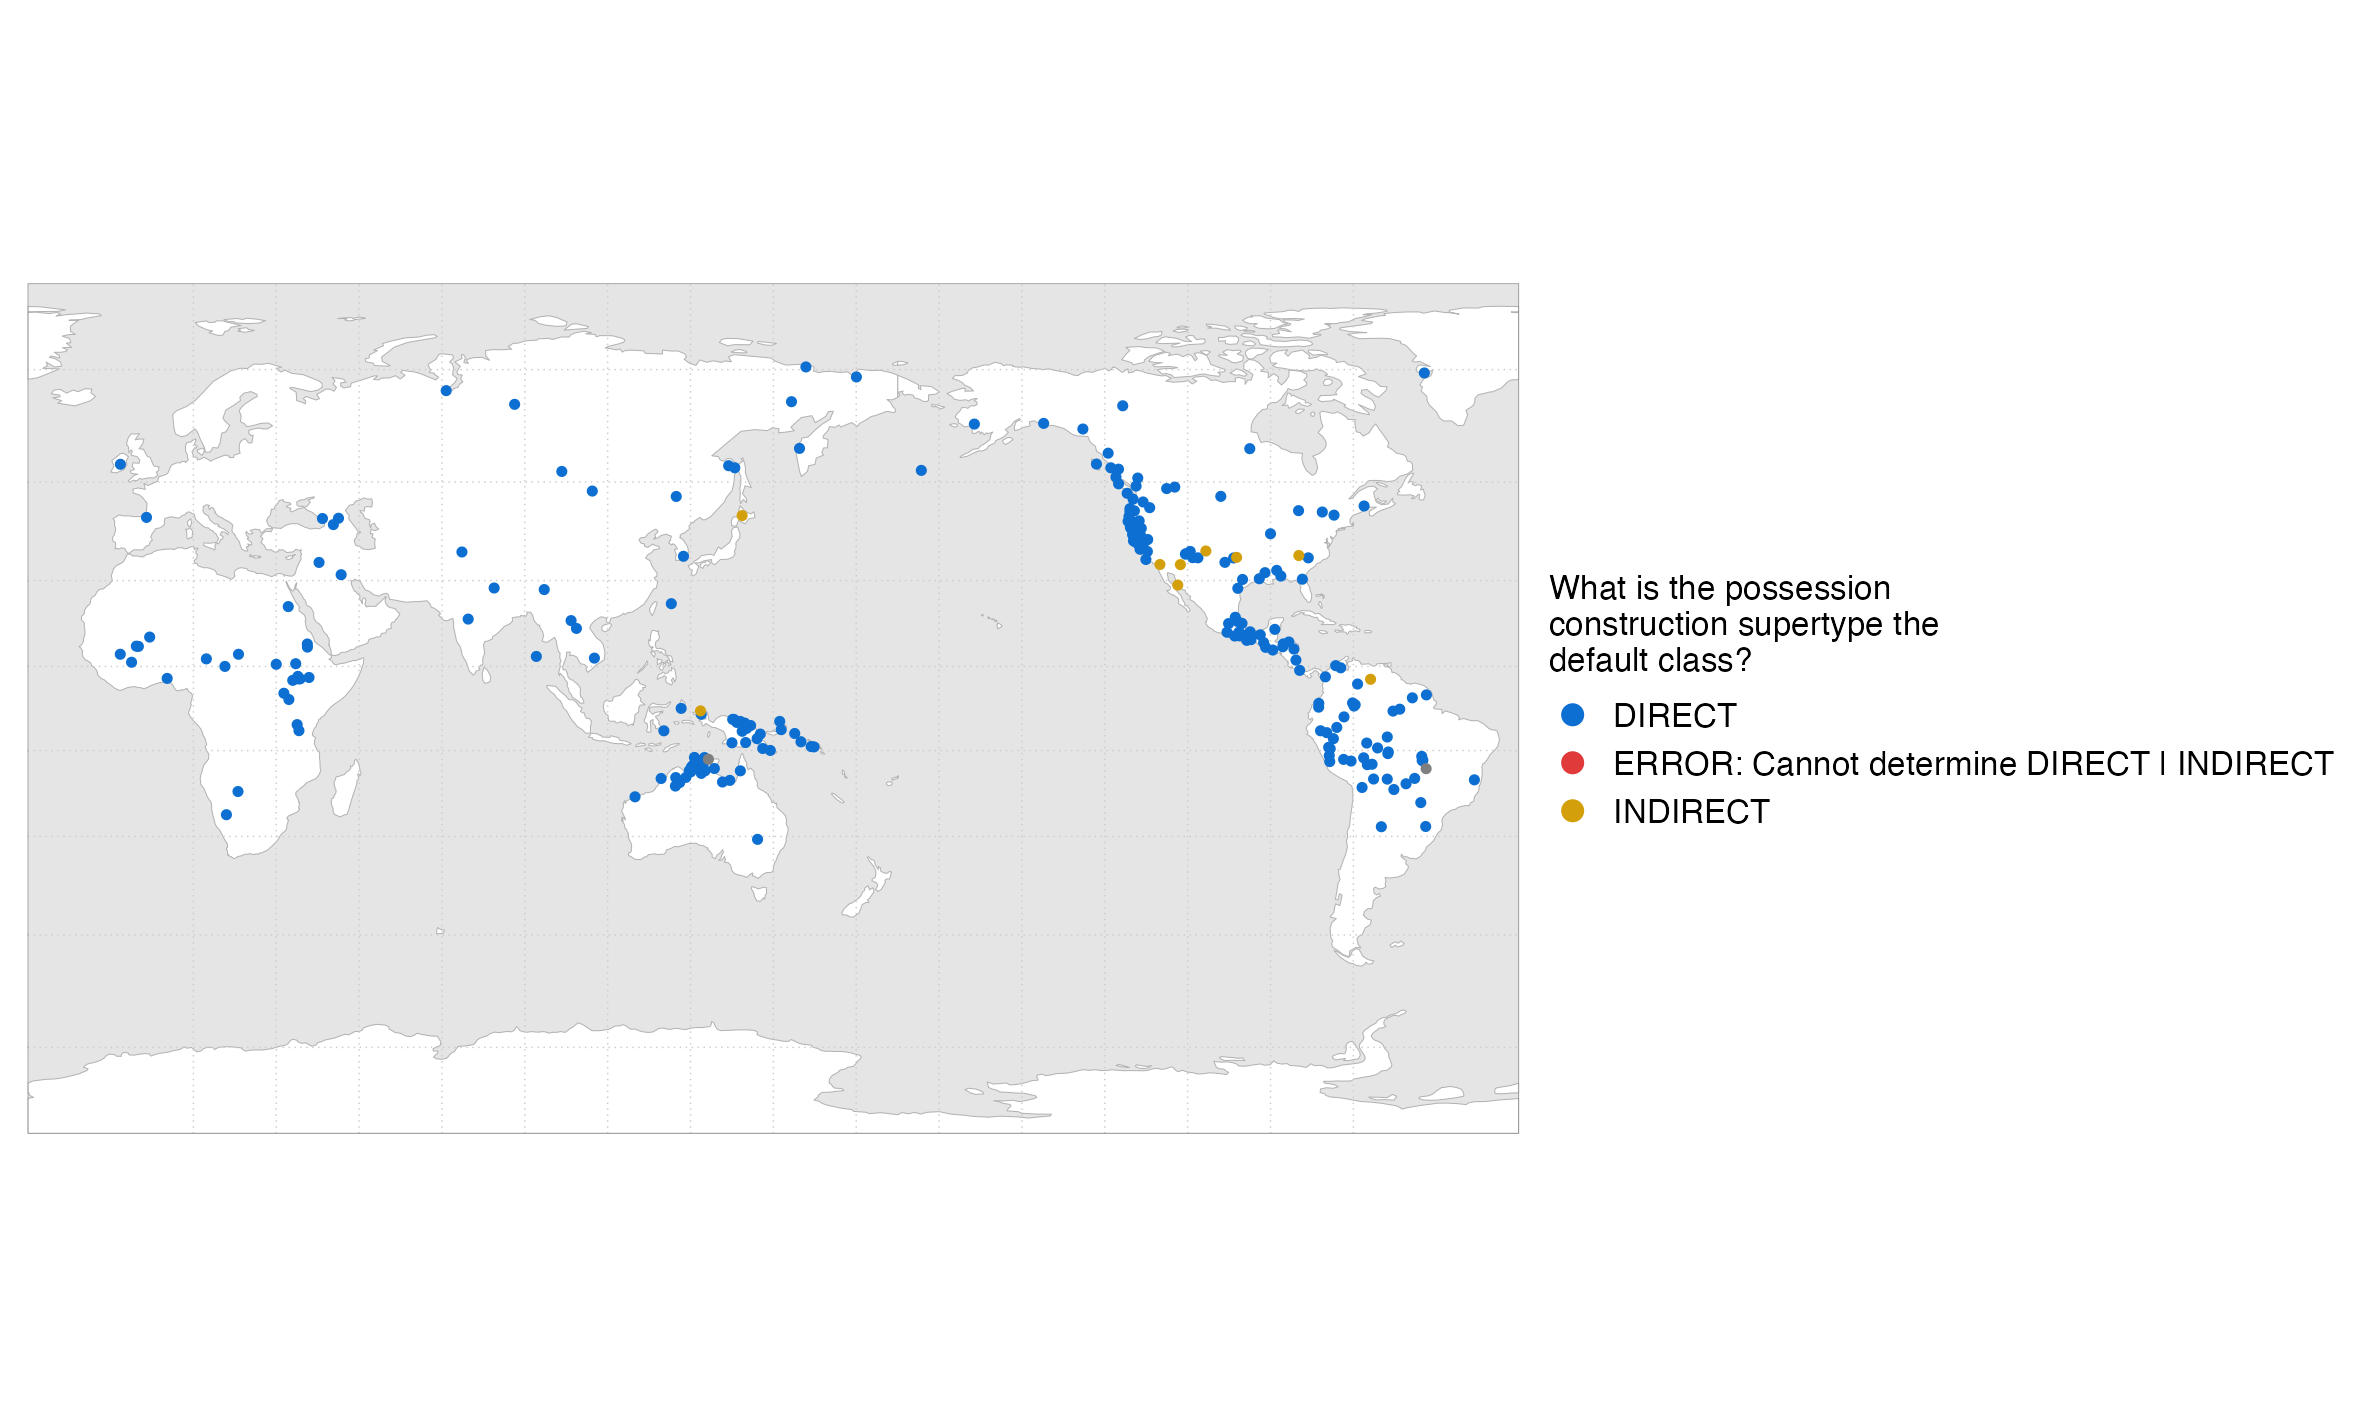 What is the possession
construction supertype the
default class?
DIRECT
ERROR: Cannot determine DIRECT | INDIRECT
INDIRECT